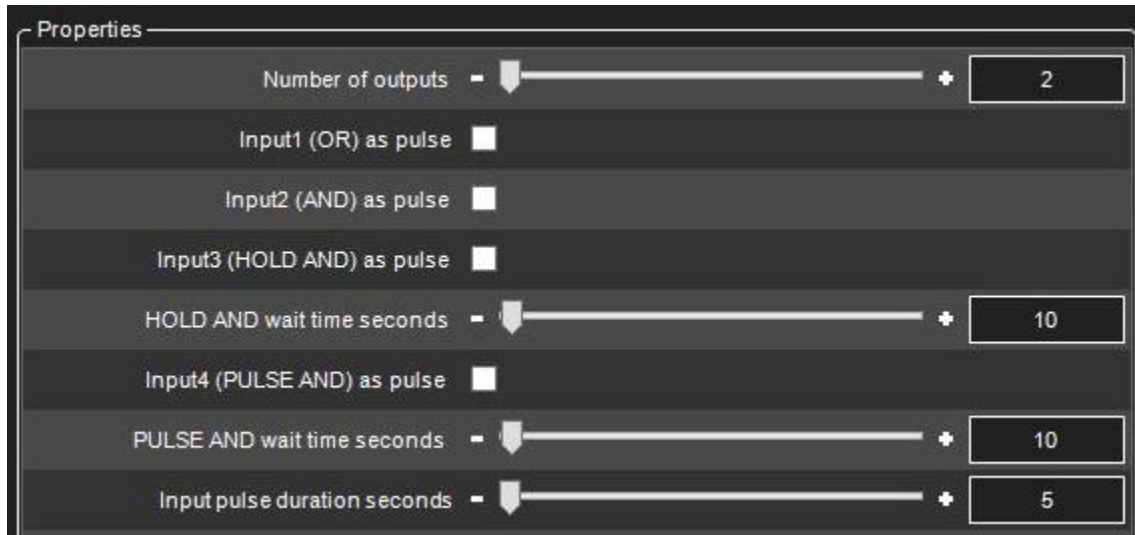 Properties
Number of outputs - + 2
Input1 (OR) as pulse
Input2 (AND) as pulse
Input3 (HOLD AND) as pulse
HOLD AND wait time seconds - + 10
Input4 (PULSE AND) as pulse
PULSE AND wait time seconds - + 10
Input pulse duration seconds - + 5